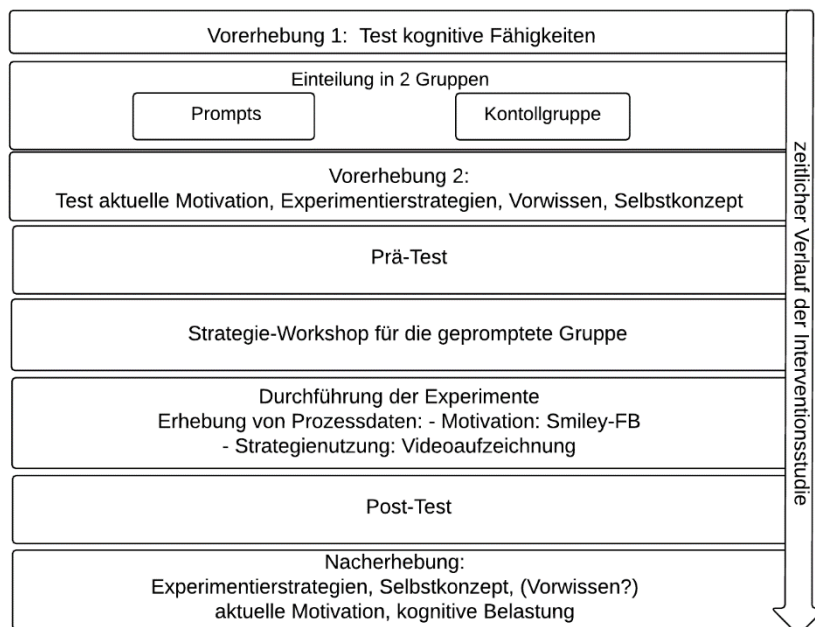 Vorerhebung 1: Test kognitive Fähigkeiten
Einteilung in 2 Gruppen
Prompts
Kontollgruppe
Vorerhebung 2:
Test aktuelle Motivation, Experimentierstrategien, Vorwissen, Selbstkonzept
Prä-Test
Strategie-Workshop für die gepromptete Gruppe
Durchführung der Experimente
Erhebung von Prozessdaten: - Motivation: Smiley-FB
- Strategienutzung: Videoaufzeichnung
Post-Test
Nacherhebung:
Experimentierstrategien, Selbstkonzept, (Vorwissen?)
aktuelle Motivation, kognitive Belastung
zeitlicher Verlauf der Interventionsstudie